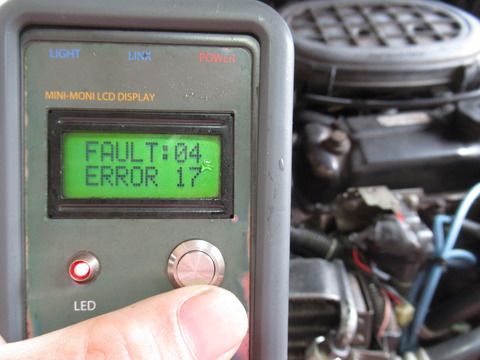 LIGHT LINX POWER
MINI-MONI LCD DISPLAY
FAULT:04
ERROR 17
LED